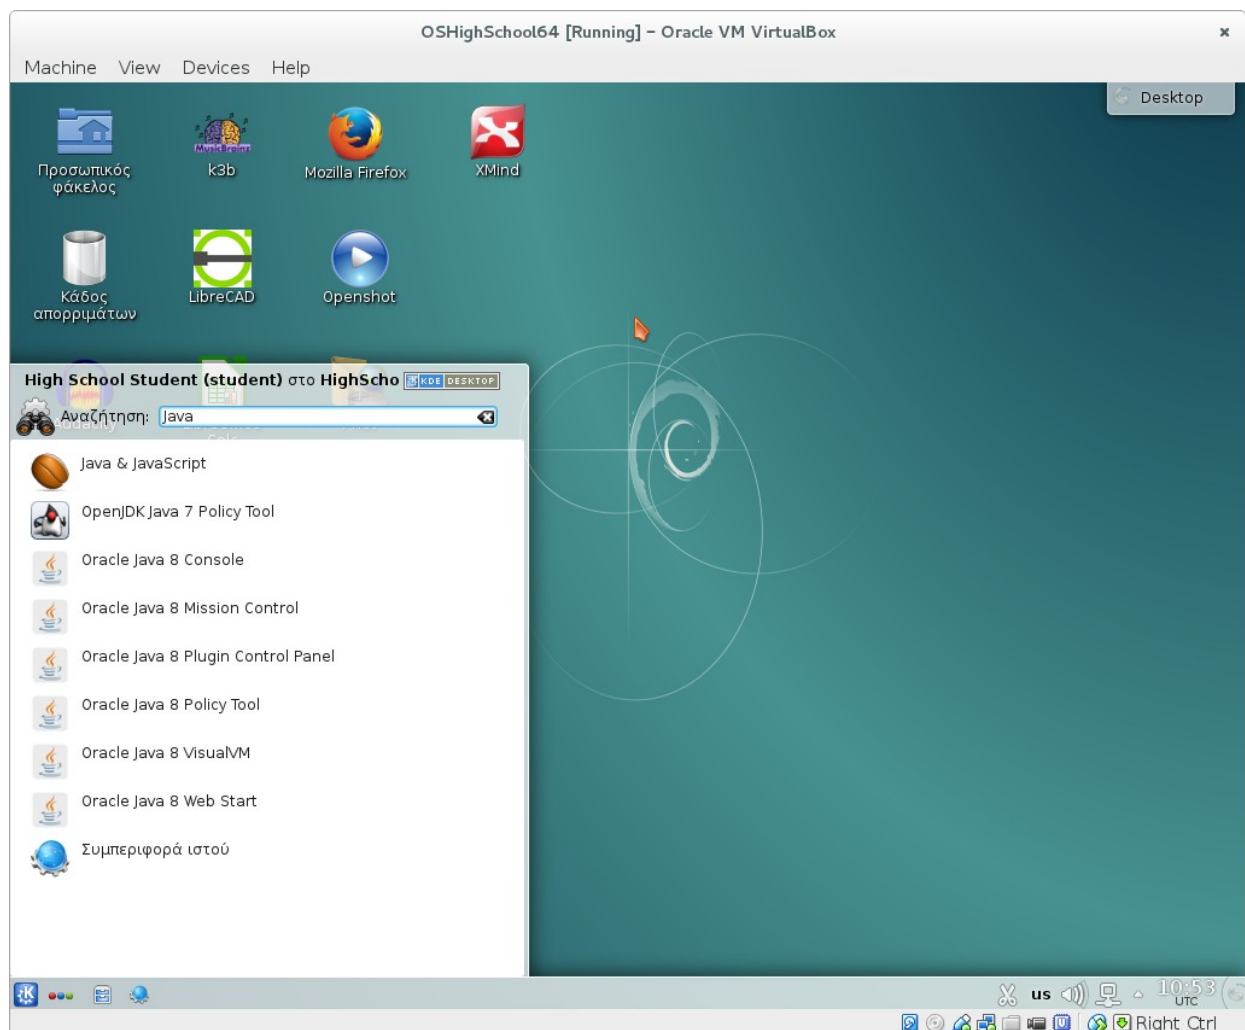 OSHighSchool64 [Running] – Oracle VM VirtualBox
Machine View Devices Help
Desktop
Προσωπικός
φάκελος
MusicBrainz
k3b
Mozilla Firefox
XMind
Κάδος
απορριμάτων
LibreCAD
Openshot
High School Student (student) στο HighScho KDE DESKTOP
Αναζήτηση: Java
Audacity
Calc
Java & JavaScript
OpenJDK Java 7 Policy Tool
Oracle Java 8 Console
Oracle Java 8 Mission Control
Oracle Java 8 Plugin Control Panel
Oracle Java 8 Policy Tool
Oracle Java 8 VisualVM
Oracle Java 8 Web Start
Συμπεριφορά ιστού
us 10:53
UTC
Right Ctrl